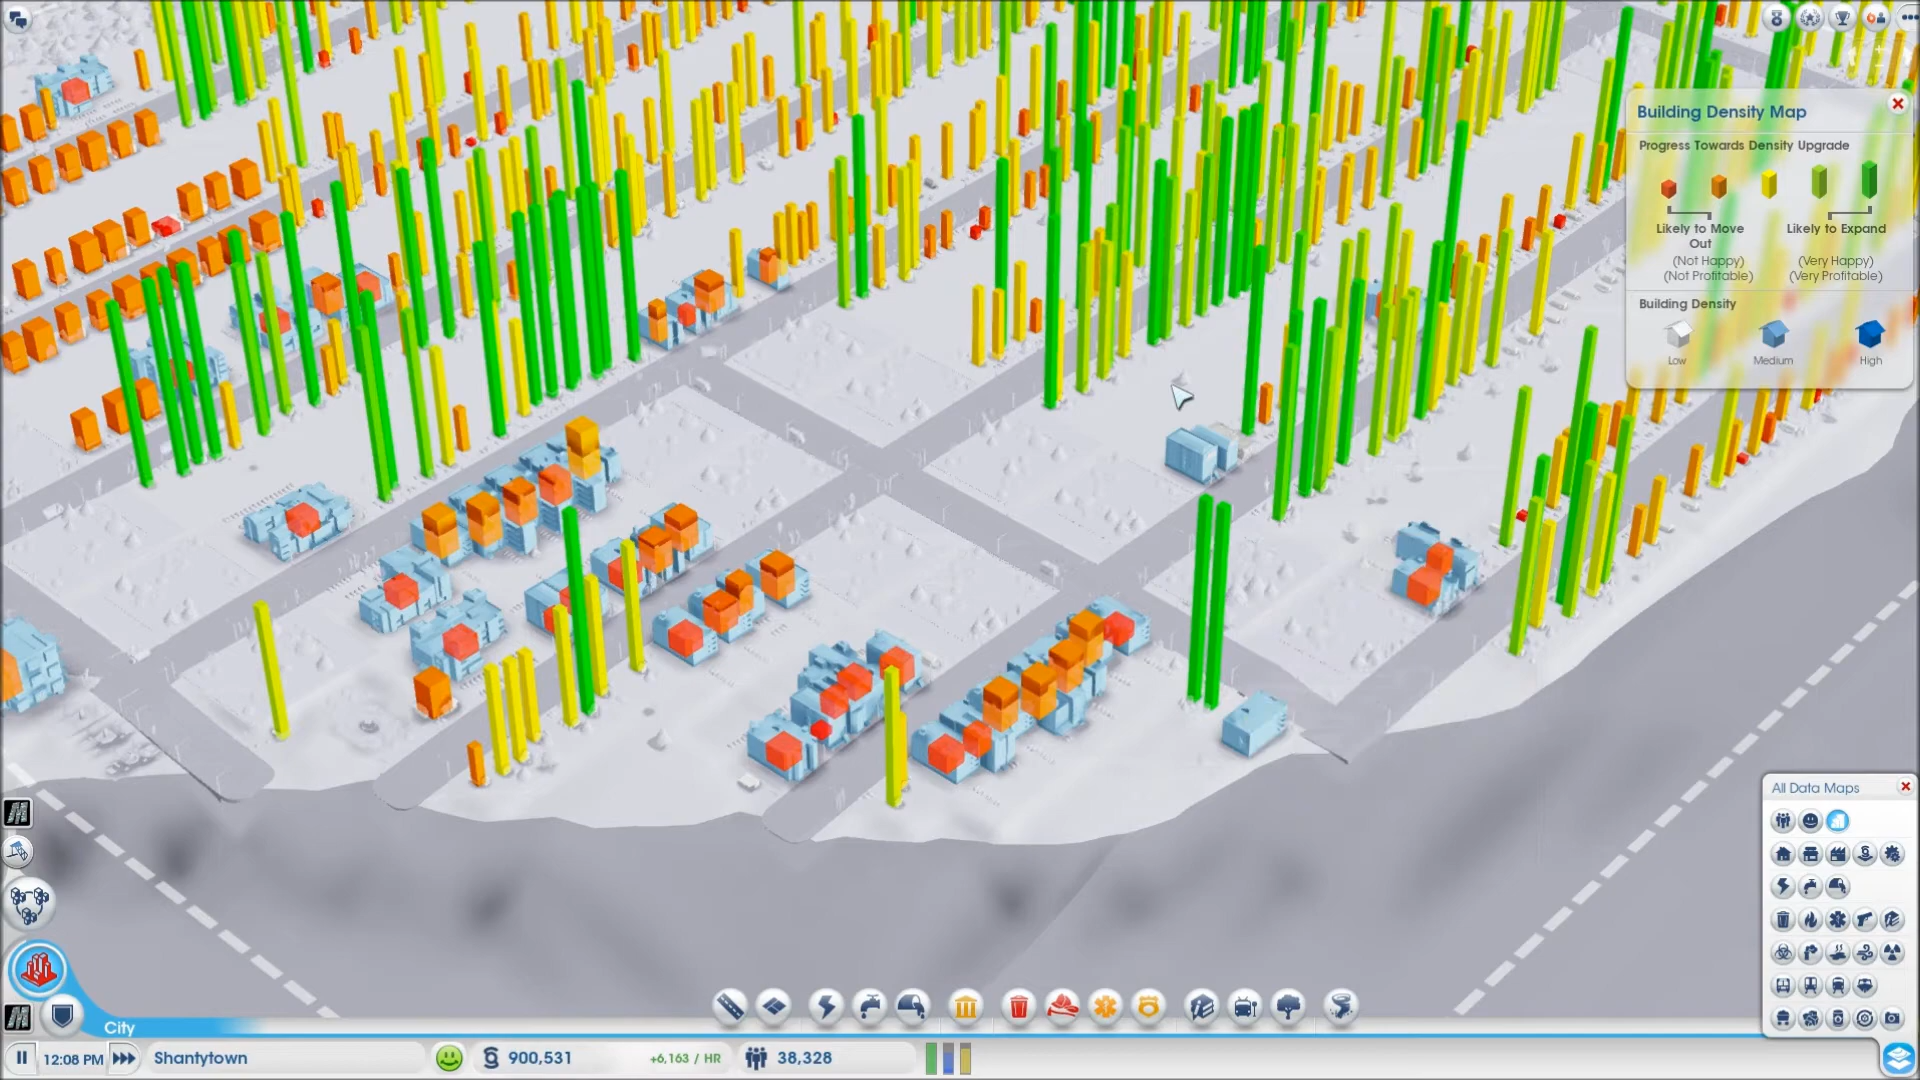 Building Density Map
Progress Towards Density Upgrade
Likely to Move Out
Likely to Expand
(Not Happy)
(Very Happy)
(Not Profitable)
(Very Profitable)
Building Density
Low
Medium
High
All Data Maps
City
12:08 PM
Shantytown
900,531
+6,163 / HR
38,328